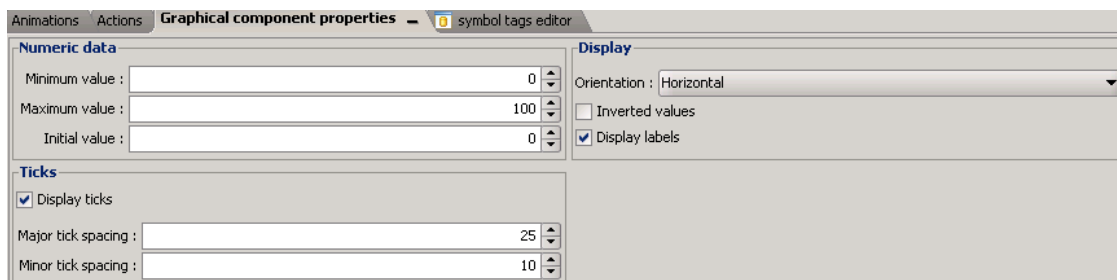 Animations Actions Graphical component properties symbol tags editor
Numeric data
Minimum value : 0
Maximum value : 100
Initial value : 0
Display
Orientation : Horizontal
Inverted values
Display labels
Ticks
Display ticks
Major tick spacing : 25
Minor tick spacing : 10